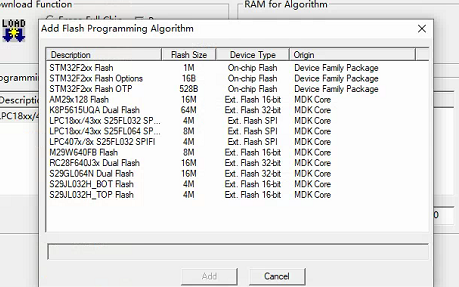 Download Function
RAM for Algorithm
LOAD
Add Flash Programming Algorithm
Description Flash Size Device Type Origin
STM32F2xx Flash 1M On-chip Flash Device Family Package
STM32F2xx Flash Options 16B On-chip Flash Device Family Package
STM32F2xx Flash OTP 528B On-chip Flash Device Family Package
AM29x128 Flash 16M Ext. Flash 16-bit MDK Core
K8P5615UQA Dual Flash 64M Ext. Flash 32-bit MDK Core
LPC18xx/43xx S25FL032 SP... 4M Ext. Flash SPI MDK Core
LPC18xx/43xx S25FL064 SP... 8M Ext. Flash SPI MDK Core
LPC407x/8x S25FL032 SPIFI 4M Ext. Flash SPI MDK Core
M29W640FB Flash 8M Ext. Flash 16-bit MDK Core
RC28F640J3x Dual Flash 16M Ext. Flash 32-bit MDK Core
S29GL064N Dual Flash 16M Ext. Flash 32-bit MDK Core
S29JL032H_BOT Flash 4M Ext. Flash 16-bit MDK Core
S29JL032H_TOP Flash 4M Ext. Flash 16-bit MDK Core
Add Cancel